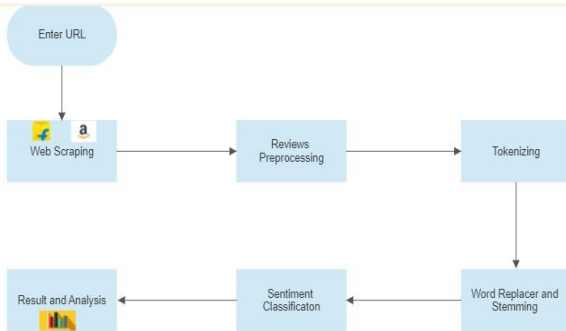 Enter URL
a
Web Scraping
Reviews
Preprocessing
Tokenizing
Word Replacer and
Stemming
Sentiment
Classificaton
Result and Analysis